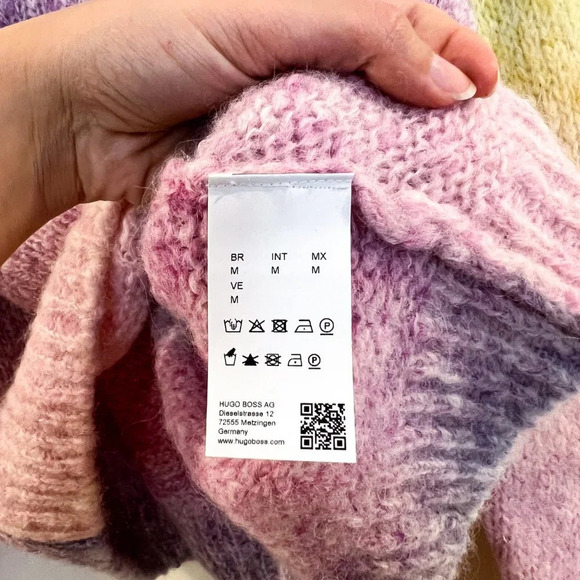 BR INT MX
M M M
VE
M
P
P
HUGO BOSS AG
Dieselstrasse 12
72555 Metzingen
Germany
www.hugoboss.com